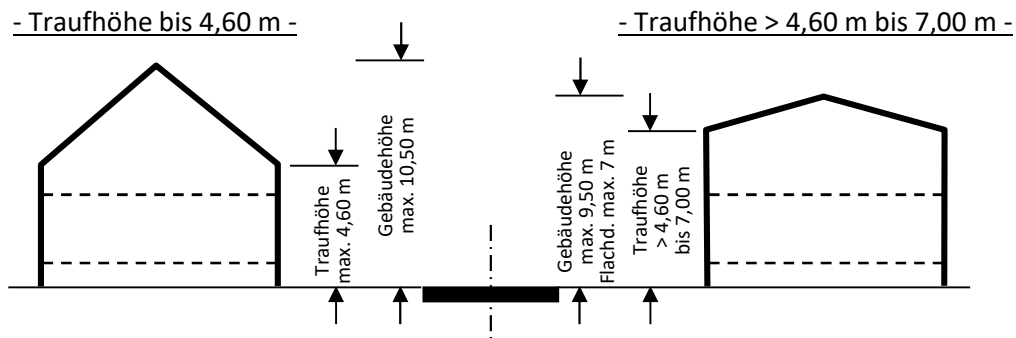 - Traufhöhe bis 4,60 m -
- Traufhöhe > 4,60 m bis 7,00 m -
Traufhöhe
max. 4,60 m
Gebäudehöhe
max. 10,50 m
Gebäudehöhe
max. 9,50 m
Flachd. max. 7 m
Traufhöhe
> 4,60 m
bis 7,00 m